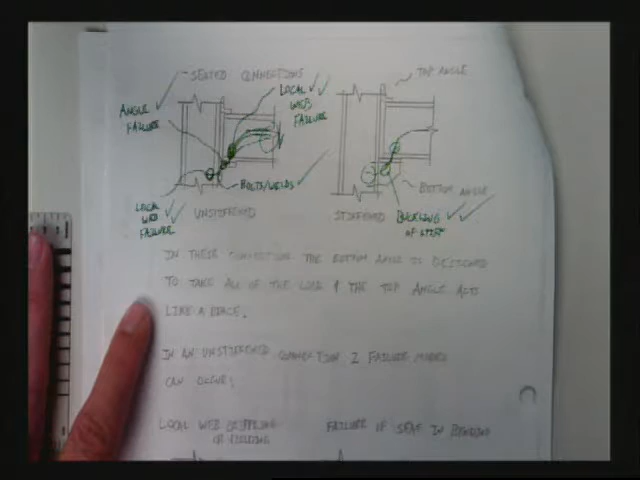 - SEATED CONNECTIONS
TOP ANGLE
LOCAL
WEB
FAILURE
ANGLE
FAILURE
BOLTS/WELDS
BOTTOM ANGLE
LOCAL
WEB
FAILURE
UNSTIFFENED
STIFFENED
BUCKLING
OF
IN THESE CONNECTION THE BOTTOM ANGLE IS DESIGNED
TO TAKE ALL OF THE LOAD & THE TOP ANGLE ACTS
LIKE A BRACE.
IN AN UNSTIFFENED CONNECTION 2 FAILURE MODES
CAN OCCUR:
LOCAL WEB CRIPPLING
OR YIELDING
FAILURE OF SEAT IN BENDING